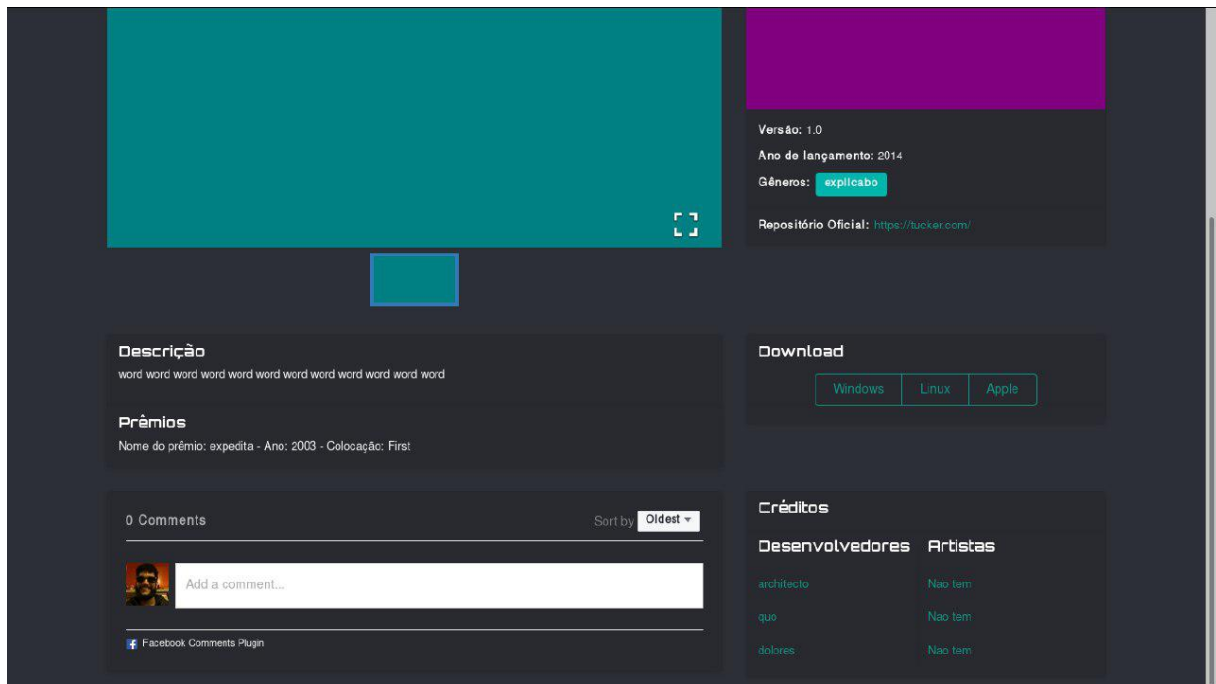 Versão: 1.0
Ano de lançamento: 2014
Gêneros: explicabo
Repositório Oficial: https://tucker.com/
Descrição
word word word word word word word word word word word word
Prêmios
Nome do prêmio: expedita - Ano: 2003 - Colocação: First
Download
Windows Linux Apple
0 Comments Sort by Oldest
Add a comment...
Facebook Comments Plugin
Créditos
Desenvolvedores Artistas
architecto Nao tem
quo Nao tem
dolores Nao tem